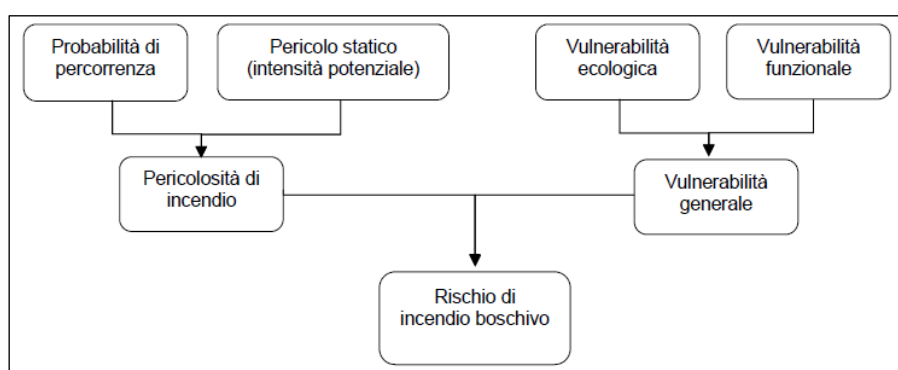 Probabilità di
percorrenza
Pericolo statico
(intensità potenziale)
Vulnerabilità
ecologica
Vulnerabilità
funzionale
Pericolosità di
incendio
Vulnerabilità
generale
Rischio di
incendio boschivo